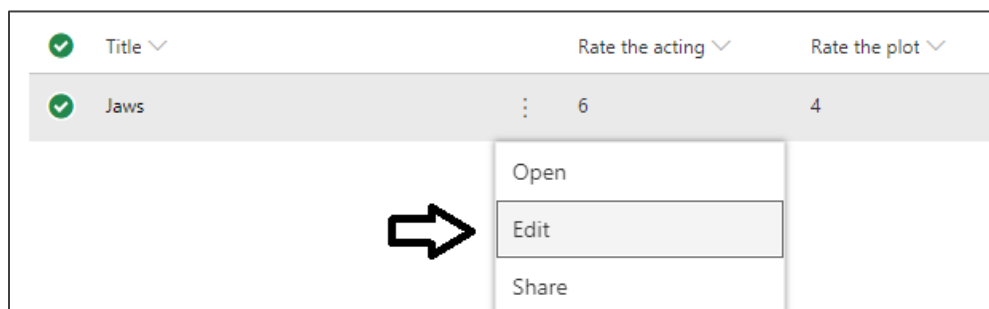 Title Rate the acting Rate the plot
Jaws 6 4
Open
Edit
Share